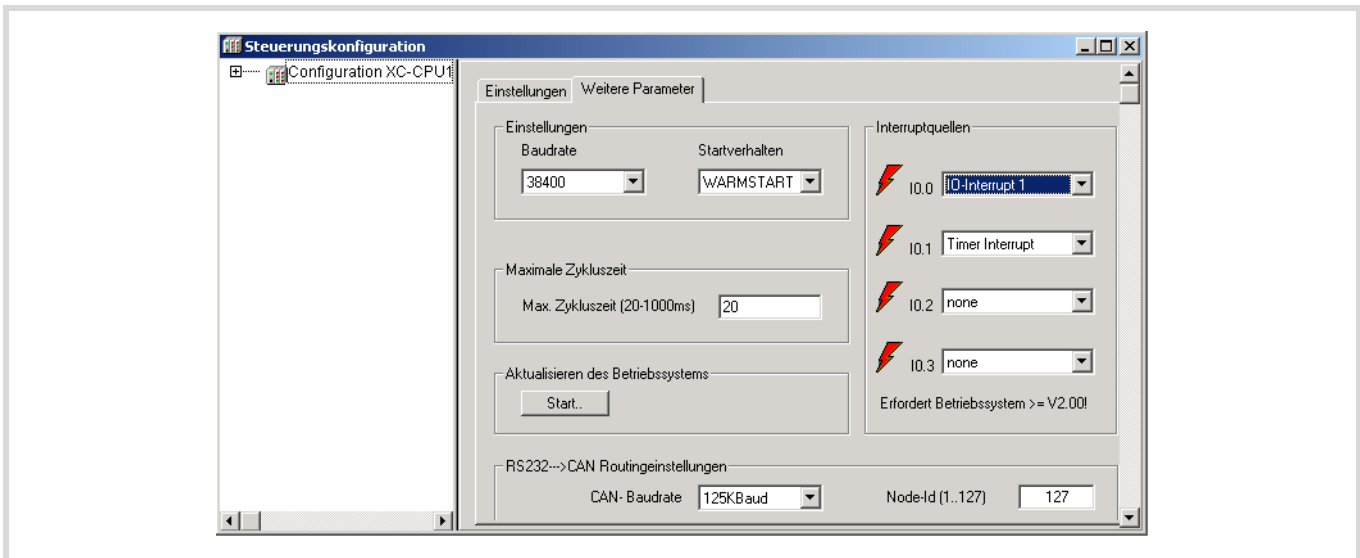 Steuerungskonfiguration
Configuration XC-CPU1
Einstellungen
Weitere Parameter
Einstellungen
Baudrate
Startverhalten
38400
WARMSTART
Maximale Zykluszeit
Max. Zykluszeit (20-1000ms)
20
Aktualisieren des Betriebssystems
Start..
Interruptquellen
I0.0
IO-Interrupt 1
I0.1
Timer Interrupt
I0.2
none
I0.3
none
Erfordert Betriebssystem >= V2.00!
RS232--->CAN Routingeinstellungen
CAN- Baudrate
125KBaud
Node-Id (1..127)
127